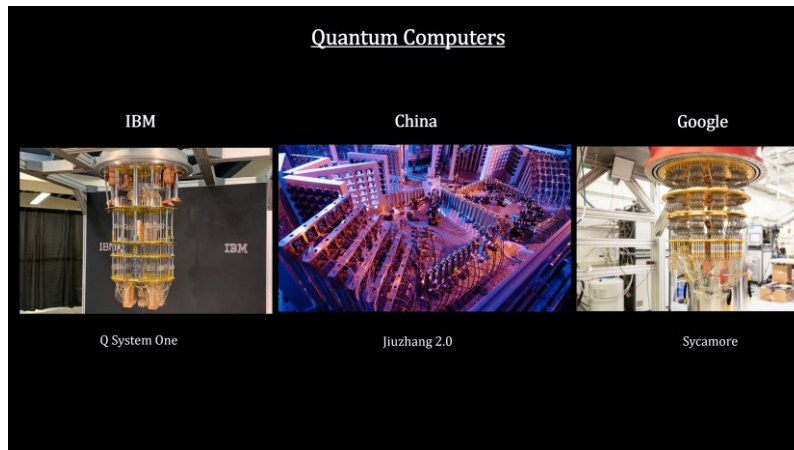 Quantum Computers
IBM
China
Google
IBM
IBM
Q System One
Jiuzhang 2.0
Sycamore